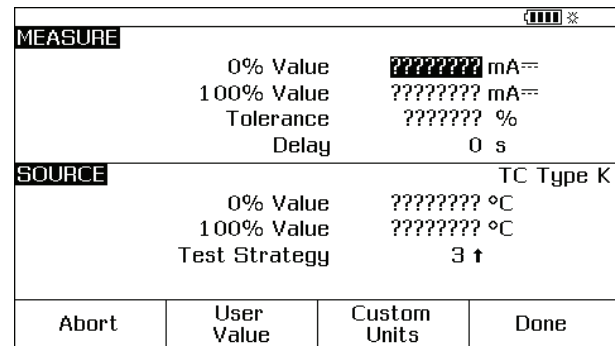 MEASURE
0% Value ???????? mA⎓
100% Value ???????? mA⎓
Tolerance ??????? %
Delay 0 s
SOURCE TC Type K
0% Value ???????? °C
100% Value ???????? °C
Test Strategy 3 ↑
Abort
User
Value
Custom
Units
Done